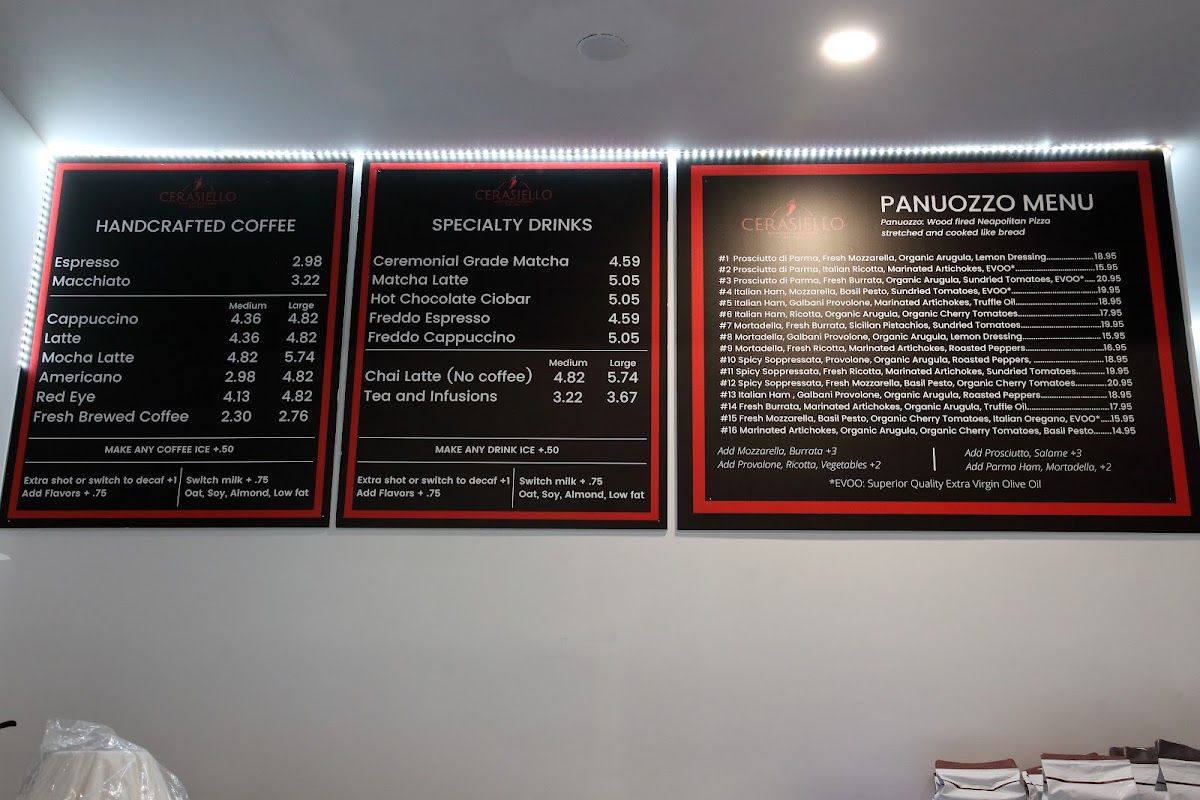 CERASIELLO
HANDCRAFTED COFFEE
Espresso 2.98
Macchiato 3.22
Medium Large
Cappuccino 4.36 4.82
Latte 4.36 4.82
Mocha Latte 4.82 5.74
Americano 2.98 4.82
Red Eye 4.13 4.82
Fresh Brewed Coffee 2.30 2.76
MAKE ANY COFFEE ICE +.50
Extra shot or switch to decaf +1
Add Flavors + .75
Switch milk + .75
Oat, Soy, Almond, Low fat
CERASIELLO
SPECIALTY DRINKS
Ceremonial Grade Matcha 4.59
Matcha Latte 5.05
Hot Chocolate Ciobar 5.05
Freddo Espresso 4.59
Freddo Cappuccino 5.05
Medium Large
Chai Latte (No coffee) 4.82 5.74
Tea and Infusions 3.22 3.67
MAKE ANY DRINK ICE +.50
Extra shot or switch to decaf +1
Add Flavors + .75
Switch milk + .75
Oat, Soy, Almond, Low fat
CERASIELLO
PANUOZZO MENU
Panuozzo: Wood fired Neapolitan Pizza
stretched and cooked like bread
#1 Prosciutto di Parma, Fresh Mozzarella, Organic Arugula, Lemon Dressing......................18.95
#2 Prosciutto di Parma, Italian Ricotta, Marinated Artichokes, EVOO*......................15.95
#3 Prosciutto di Parma, Fresh Burrata, Organic Arugula, Sundried Tomatoes, EVOO*.....20.95
#4 Italian Ham, Mozzarella, Basil Pesto, Sundried Tomatoes, EVOO*......................19.95
#5 Italian Ham, Galbani Provolone, Marinated Artichokes, Truffle Oil......................18.95
#6 Italian Ham, Ricotta, Organic Arugula, Organic Cherry Tomatoes......................17.95
#7 Mortadella, Fresh Burrata, Sicilian Pistachios, Sundried Tomatoes......................19.95
#8 Mortadella, Galbani Provolone, Organic Arugula, Lemon Dressing...................... 15.95
#9 Mortadella, Fresh Ricotta, Marinated Artichokes, Roasted Peppers......................16.95
#10 Spicy Soppressata, Provolone, Organic Arugula, Roasted Peppers, ...................... 18.95
#11 Spicy Soppressata, Fresh Ricotta, Marinated Artichokes, Sundried Tomatoes............19.95
#12 Spicy Soppressata, Fresh Mozzarella, Basil Pesto, Organic Cherry Tomatoes............20.95
#13 Italian Ham , Galbani Provolone, Organic Arugula, Roasted Peppers...................... 18.95
#14 Fresh Burrata, Marinated Artichokes, Organic Arugula, Truffle Oil......................17.95
#15 Fresh Mozzarella, Basil Pesto, Organic Cherry Tomatoes, Italian Oregano, EVOO*.....15.95
#16 Marinated Artichokes, Organic Arugula, Organic Cherry Tomatoes, Basil Pesto.........14.95
Add Mozzarella, Burrata +3
Add Provolone, Ricotta, Vegetables +2
Add Prosciutto, Salame +3
Add Parma Ham, Mortadella, +2
*EVOO: Superior Quality Extra Virgin Olive Oil